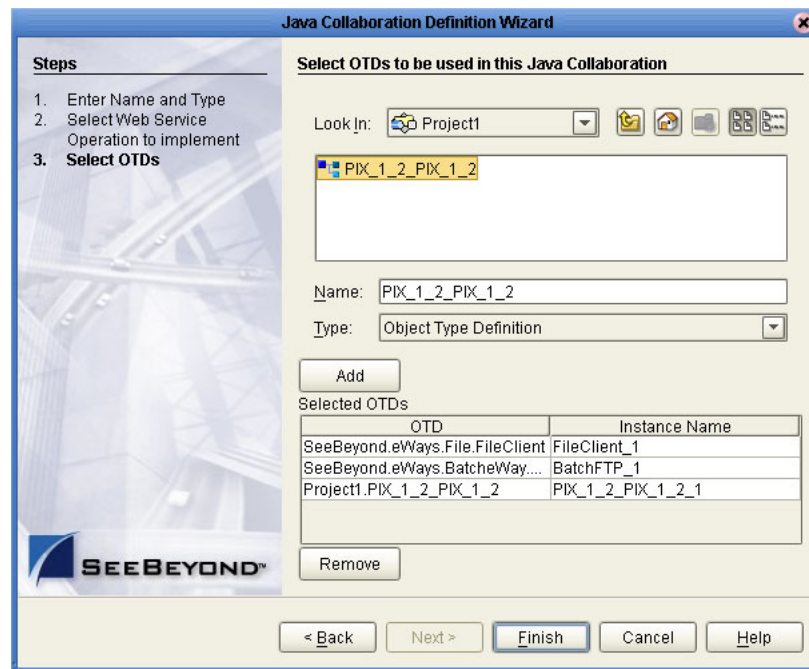 Java Collaboration Definition Wizard
Steps
1. Enter Name and Type
2. Select Web Service
Operation to implement
3. Select OTDs
Select OTDs to be used in this Java Collaboration
Look In: Project1
PIX_1_2_PIX_1_2
Name: PIX_1_2_PIX_1_2
Type: Object Type Definition
Add
Selected OTDs
OTD Instance Name
SeeBeyond.eWays.File.FileClient FileClient_1
SeeBeyond.eWays.BatcheWay.... BatchFTP_1
Project1.PIX_1_2_PIX_1_2 PIX_1_2_PIX_1_2_1
Remove
SEEBEYOND™
< Back Next > Finish Cancel Help